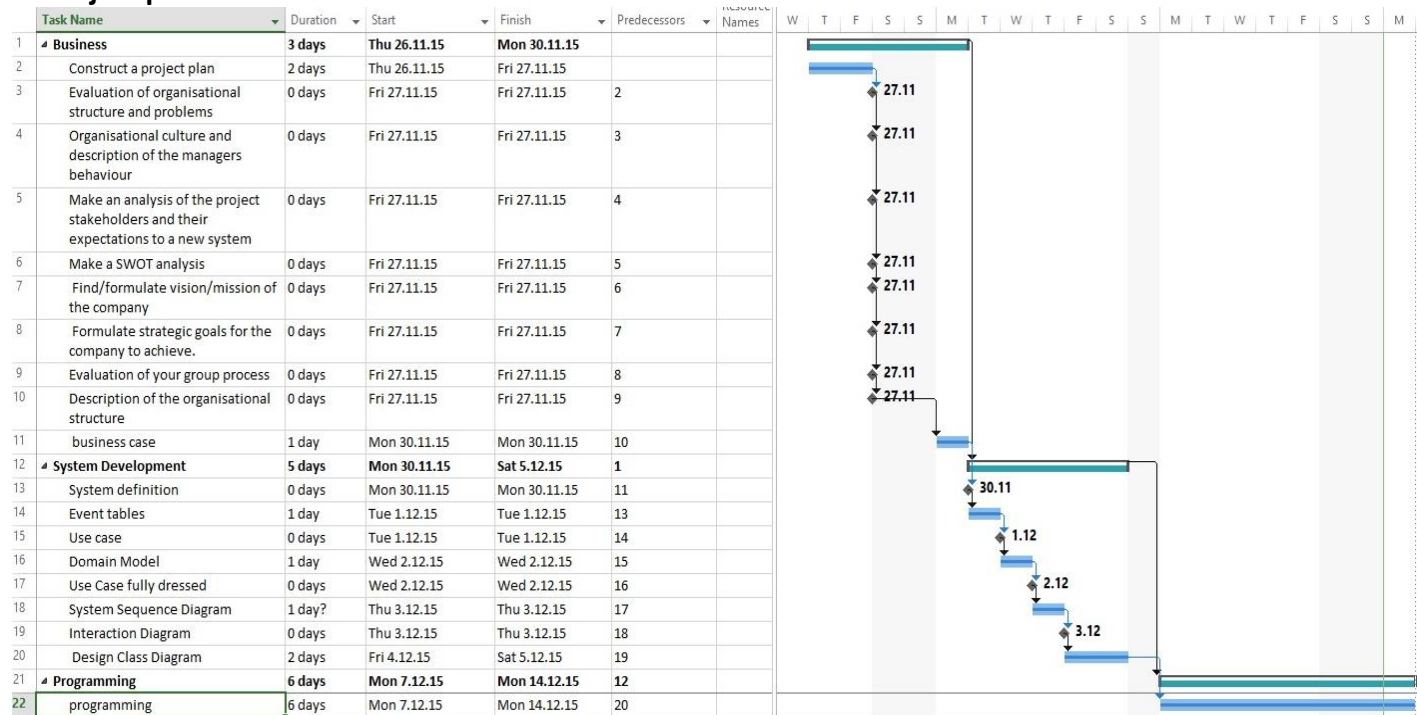 Task Name Duration Start Finish Predecessors Names W T F S S M T W T F S S M T W T F S S M
1 Business 3 days Thu 26.11.15 Mon 30.11.15
2 Construct a project plan 2 days Thu 26.11.15 Fri 27.11.15
3 Evaluation of organisational 0 days Fri 27.11.15 Fri 27.11.15 2 27.11
structure and problems
4 Organisational culture and 0 days Fri 27.11.15 Fri 27.11.15 3 27.11
description of the managers
behaviour
5 Make an analysis of the project 0 days Fri 27.11.15 Fri 27.11.15 4 27.11
stakeholders and their
expectations to a new system
6 Make a SWOT analysis 0 days Fri 27.11.15 Fri 27.11.15 5 27.11
7 Find/formulate vision/mission of 0 days Fri 27.11.15 Fri 27.11.15 6 27.11
the company
8 Formulate strategic goals for the 0 days Fri 27.11.15 Fri 27.11.15 7 27.11
company to achieve.
9 Evaluation of your group process 0 days Fri 27.11.15 Fri 27.11.15 8 27.11
10 Description of the organisational 0 days Fri 27.11.15 Fri 27.11.15 9 27.11
structure
11 business case 1 day Mon 30.11.15 Mon 30.11.15 10
12 System Development 5 days Mon 30.11.15 Sat 5.12.15 1
13 System definition 0 days Mon 30.11.15 Mon 30.11.15 11 30.11
14 Event tables 1 day Tue 1.12.15 Tue 1.12.15 13
15 Use case 0 days Tue 1.12.15 Tue 1.12.15 14 1.12
16 Domain Model 1 day Wed 2.12.15 Wed 2.12.15 15
17 Use Case fully dressed 0 days Wed 2.12.15 Wed 2.12.15 16 2.12
18 System Sequence Diagram 1 day? Thu 3.12.15 Thu 3.12.15 17
19 Interaction Diagram 0 days Thu 3.12.15 Thu 3.12.15 18 3.12
20 Design Class Diagram 2 days Fri 4.12.15 Sat 5.12.15 19
21 Programming 6 days Mon 7.12.15 Mon 14.12.15 12
22 programming 6 days Mon 7.12.15 Mon 14.12.15 20